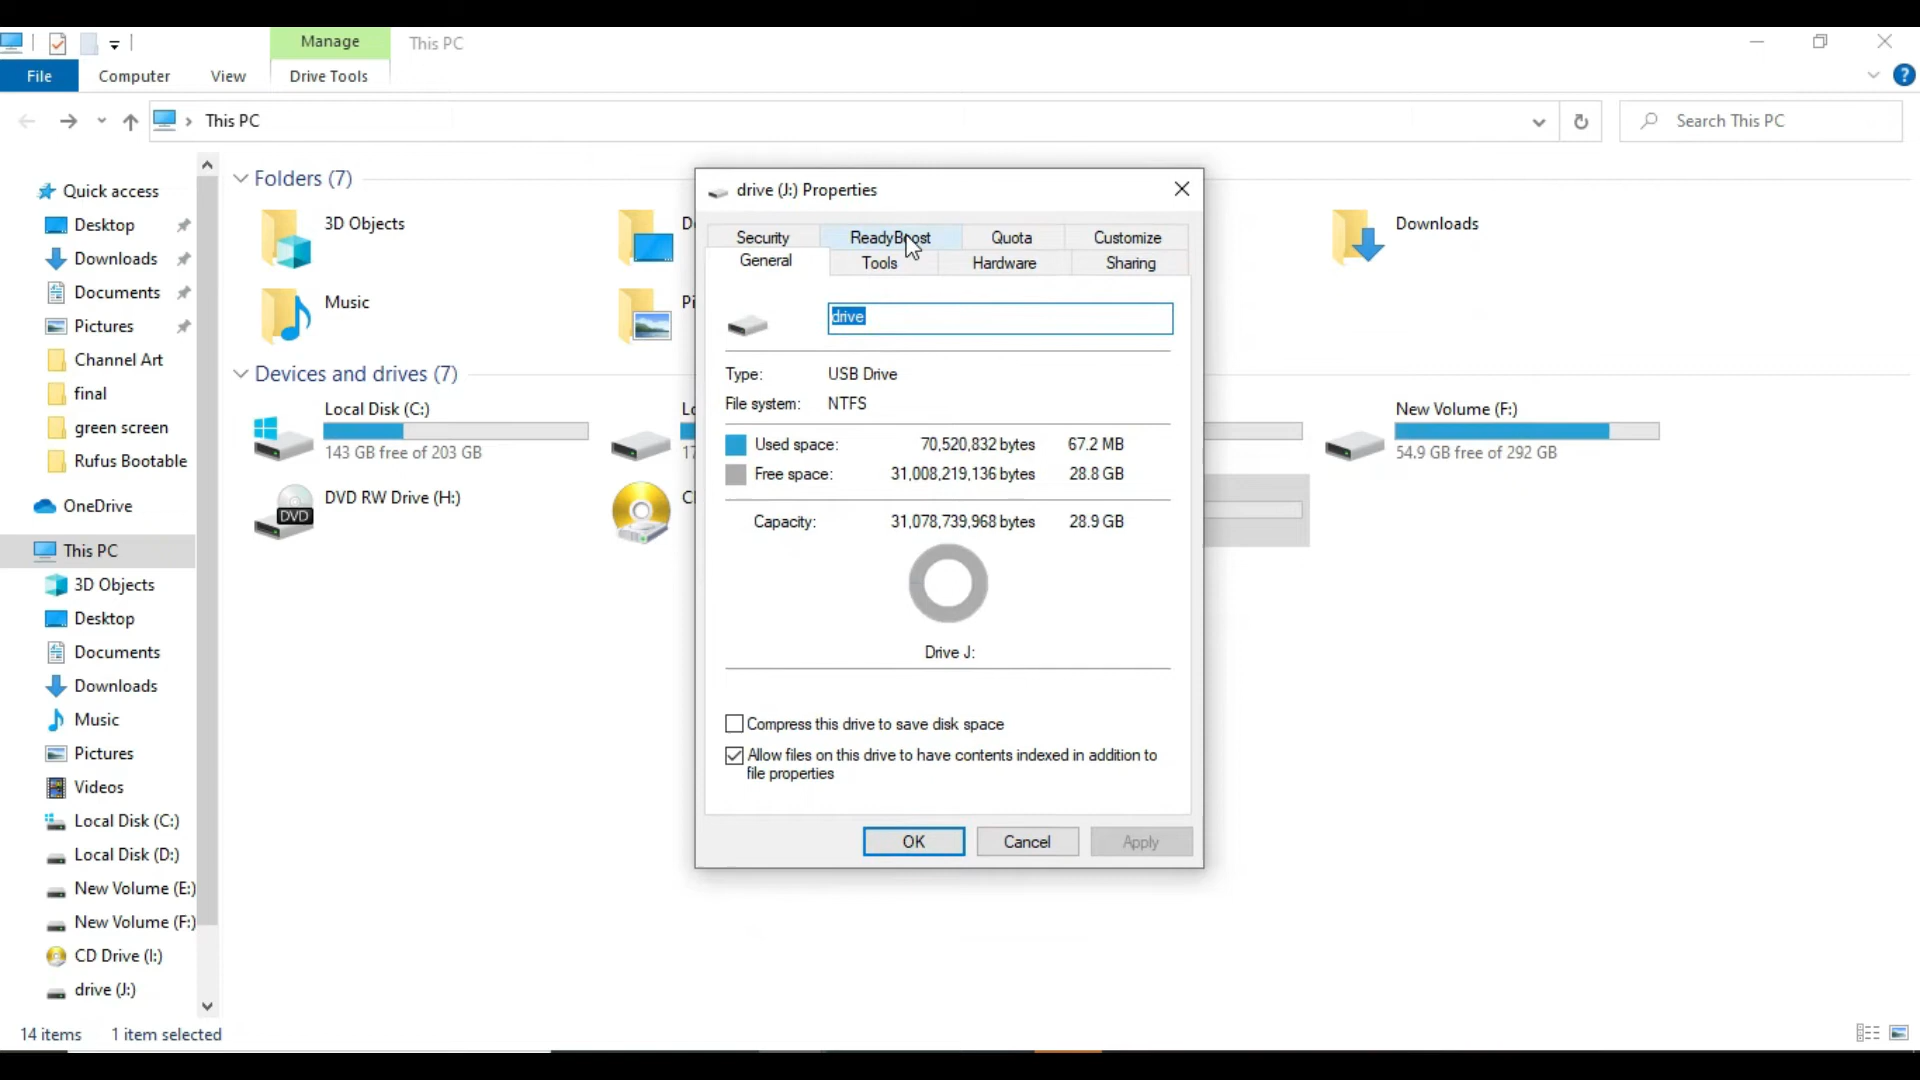 Manage
This PC
File
Computer
View
Drive Tools
This PC
Search This PC
Quick access
Desktop
Downloads
Documents
Pictures
Channel Art
final
green screen
Rufus Bootable
OneDrive
This PC
3D Objects
Desktop
Documents
Downloads
Music
Pictures
Videos
Local Disk (C:)
Local Disk (D:)
New Volume (E:)
New Volume (F:)
CD Drive (I:)
drive (J:)
Folders (7)
3D Objects
Downloads
Music
Devices and drives (7)
Local Disk (C:)
143 GB free of 203 GB
New Volume (F:)
54.9 GB free of 292 GB
DVD RW Drive (H:)
DVD
drive (J:) Properties
Security
ReadyBoost
Quota
Customize
General
Tools
Hardware
Sharing
drive
Type: USB Drive
File system: NTFS
Used space: 70,520,832 bytes 67.2 MB
Free space: 31,008,219,136 bytes 28.8 GB
Capacity: 31,078,739,968 bytes 28.9 GB
Drive J:
Compress this drive to save disk space
Allow files on this drive to have contents indexed in addition to
file properties
OK
Cancel
Apply
14 items
1 item selected